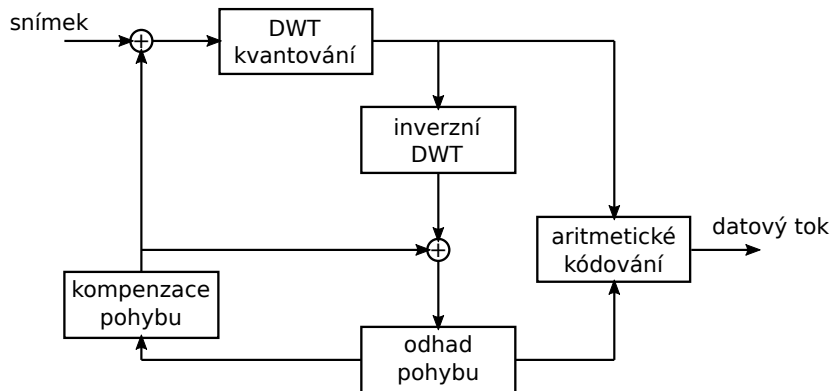 snímek
DWT
kvantování
inverzní
DWT
aritmetické
kódování
datový tok
kompenzace
pohybu
odhad
pohybu